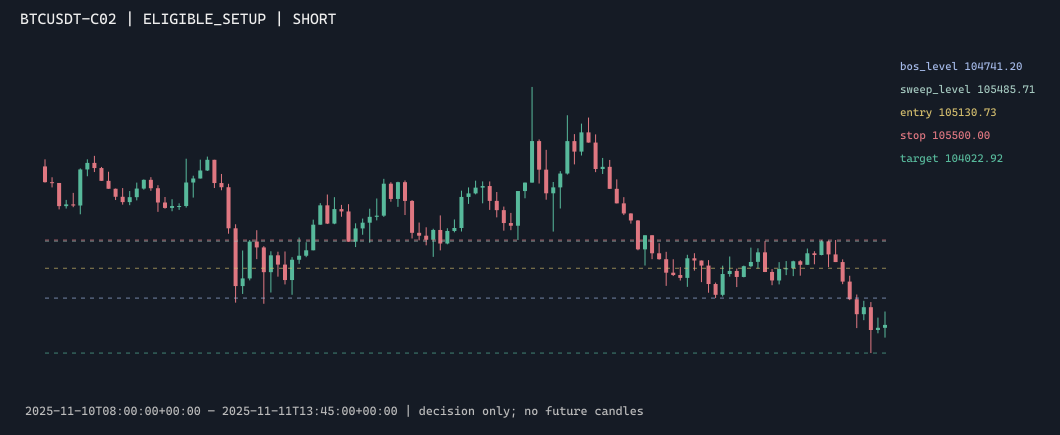 BTCUSDT-C02 | ELIGIBLE_SETUP | SHORT
bos_level 104741.20
sweep_level 105485.71
entry 105130.73
stop 105500.00
target 104022.92
2025-11-10T08:00:00+00:00 — 2025-11-11T13:45:00+00:00 | decision only; no future candles